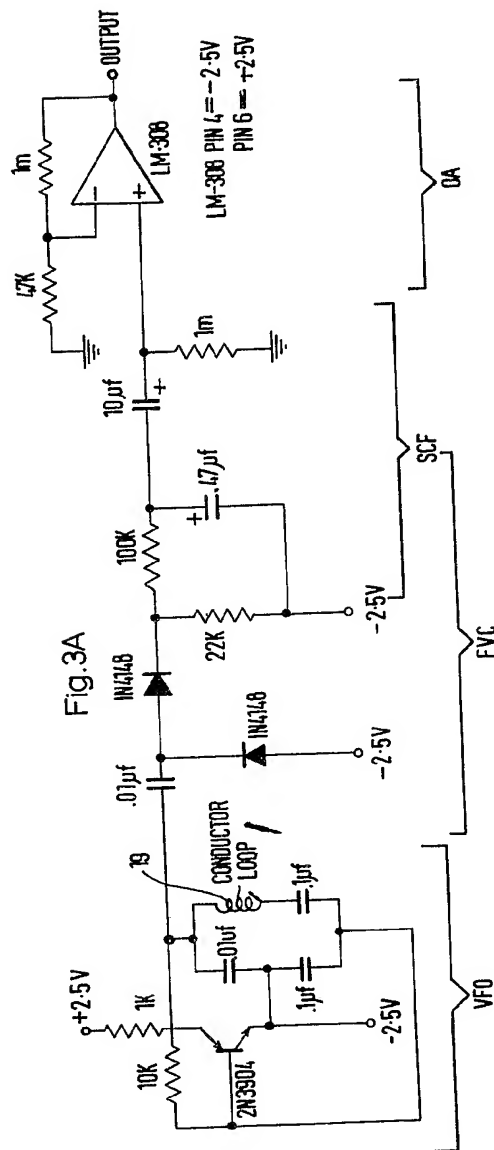 Fig.3A
+2·5V
1K
10K
2N3904
.01uf
.1µf
19
CONDUCTOR
LOOP
.1µf
-2·5V
.01µf
IN4148
IN4148
-2·5V
22K
100K
.47µf
+
-2·5V
10µf
+
1m
47K
1m
-
+
LM-308
OUTPUT
LM-308 PIN 4 = -2·5V
PIN 6 = +2·5V
VFO
FVC
SCF
OA